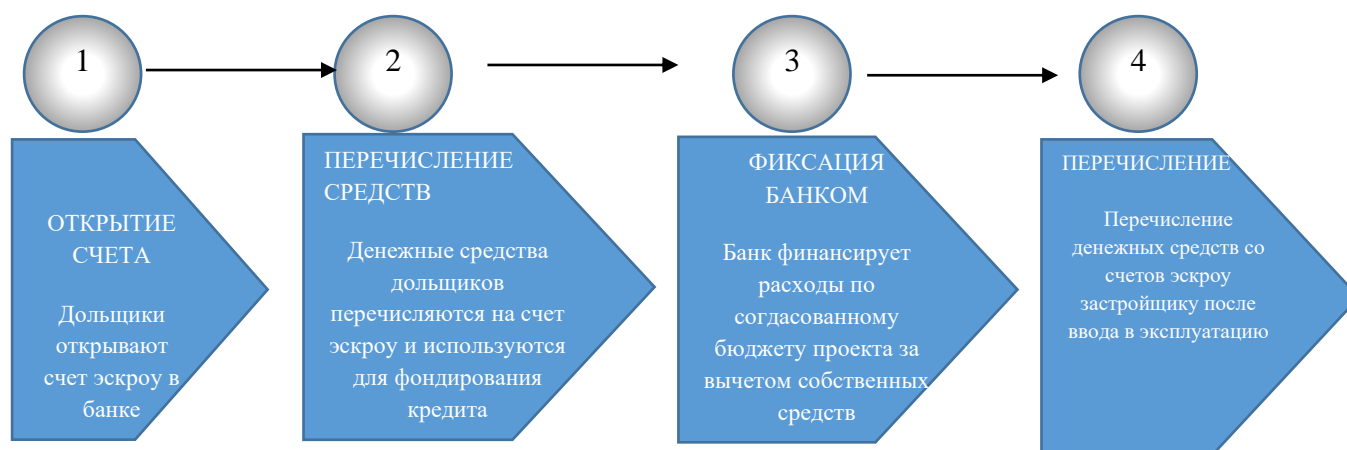 1
2
3
4
ОТКРЫТИЕ
СЧЕТА
Дольщики
открывают
счет эскроу в
банке
ПЕРЕЧИСЛЕНИЕ
СРЕДСТВ
Денежные средства
дольщиков
перечисляются на счет
эскроу и используются
для фондирования
кредита
ФИКСАЦИЯ
БАНКОМ
Банк финансирует
расходы по
согдасованному
бюджету проекта за
вычетом собственных
средств
ПЕРЕЧИСЛЕНИЕ
Перечисление
денежных средств со
счетов эскроу
застройщику после
ввода в эксплуатацию